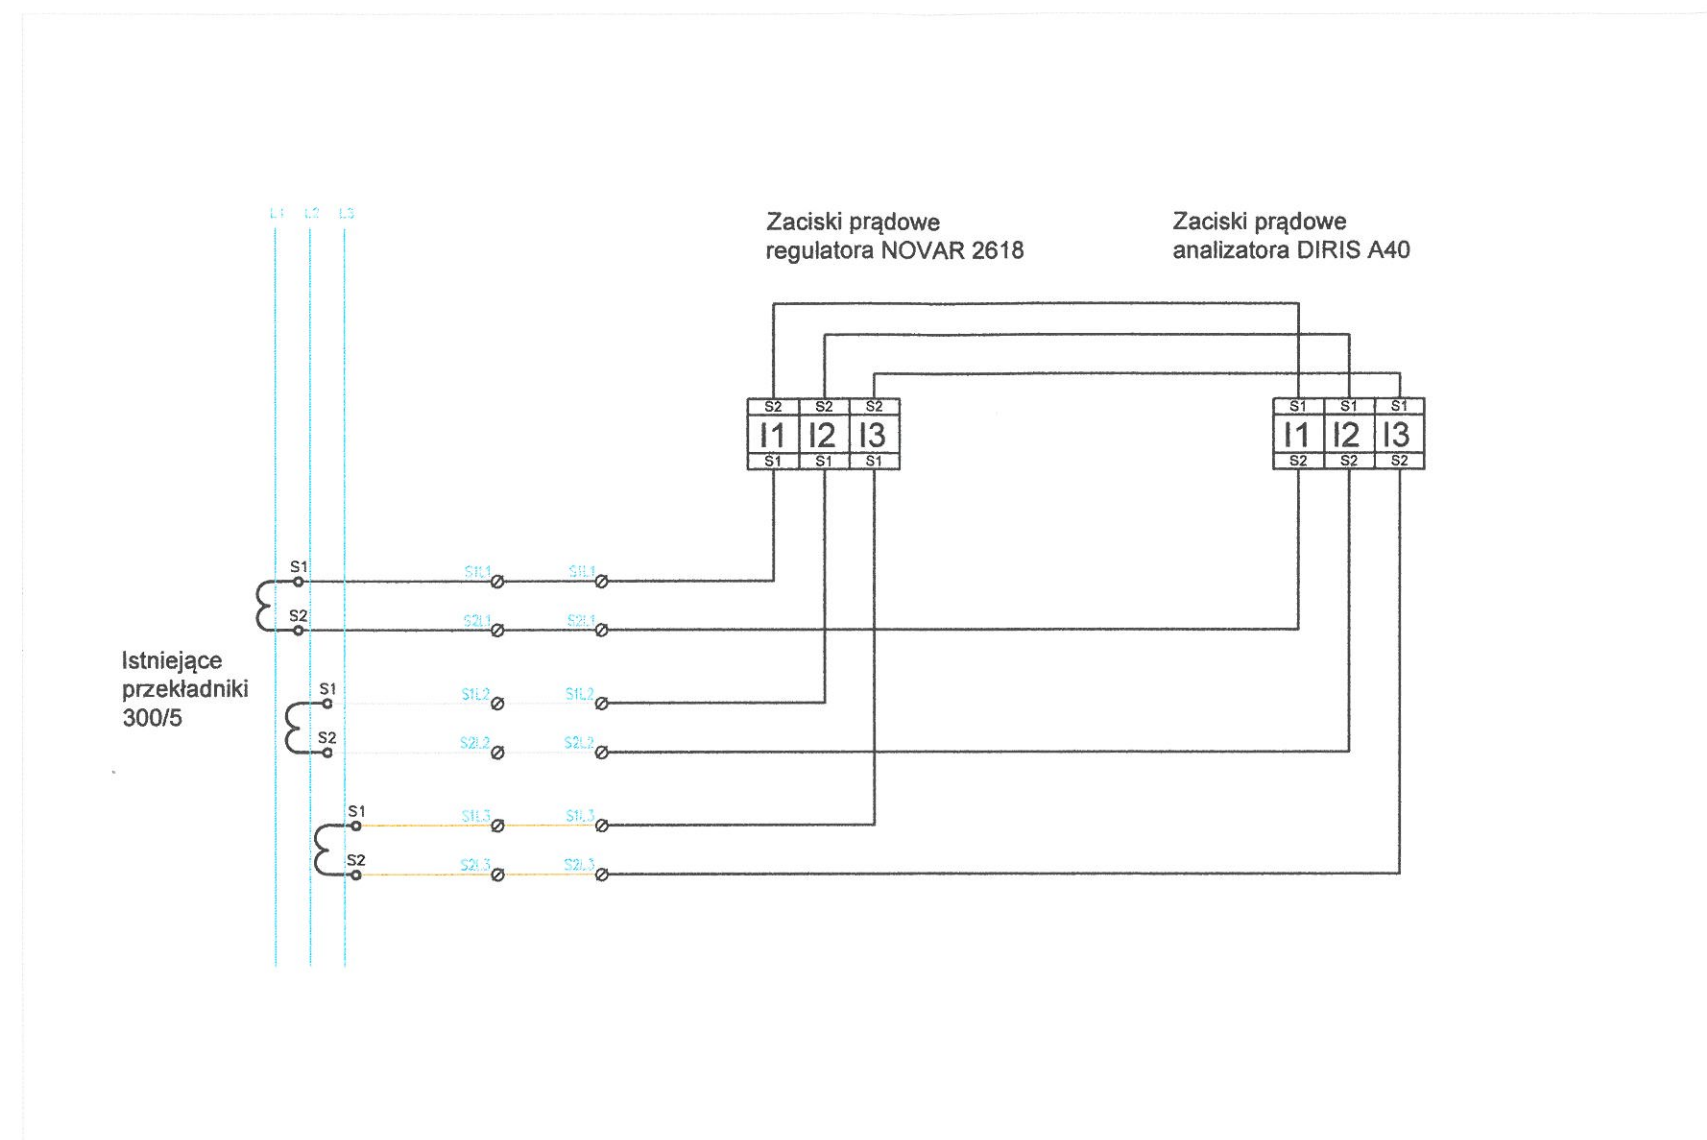 L1 L2 L3
Zaciski prądowe
regulatora NOVAR 2618
Zaciski prądowe
analizatora DIRIS A40
S2 S2 S2
I1 I2 I3
S1 S1 S1
S1 S1 S1
I1 I2 I3
S2 S2 S2
S1 S1L1 S1L1
S2 S2L1 S2L1
Istniejące
przekładniki
300/5
S1 S1L2 S1L2
S2 S2L2 S2L2
S1 S1L3 S1L3
S2 S2L3 S2L3